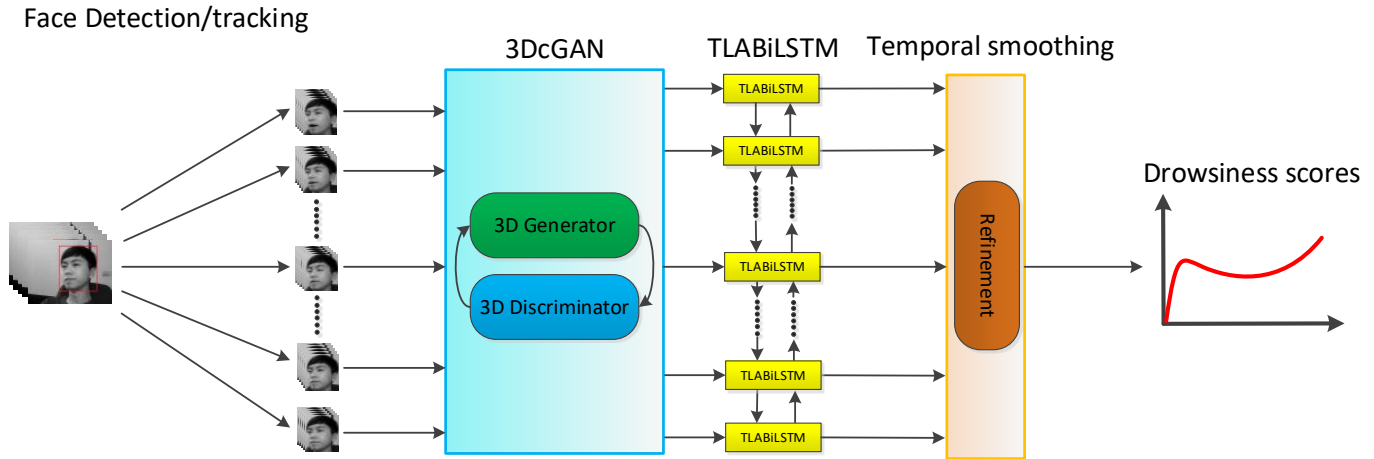 Face Detection/tracking
3DcGAN
TLABiLSTM
Temporal smoothing
TLABiLSTM
TLABiLSTM
TLABiLSTM
TLABiLSTM
TLABiLSTM
3D Generator
3D Discriminator
Refinement
Drowsiness scores